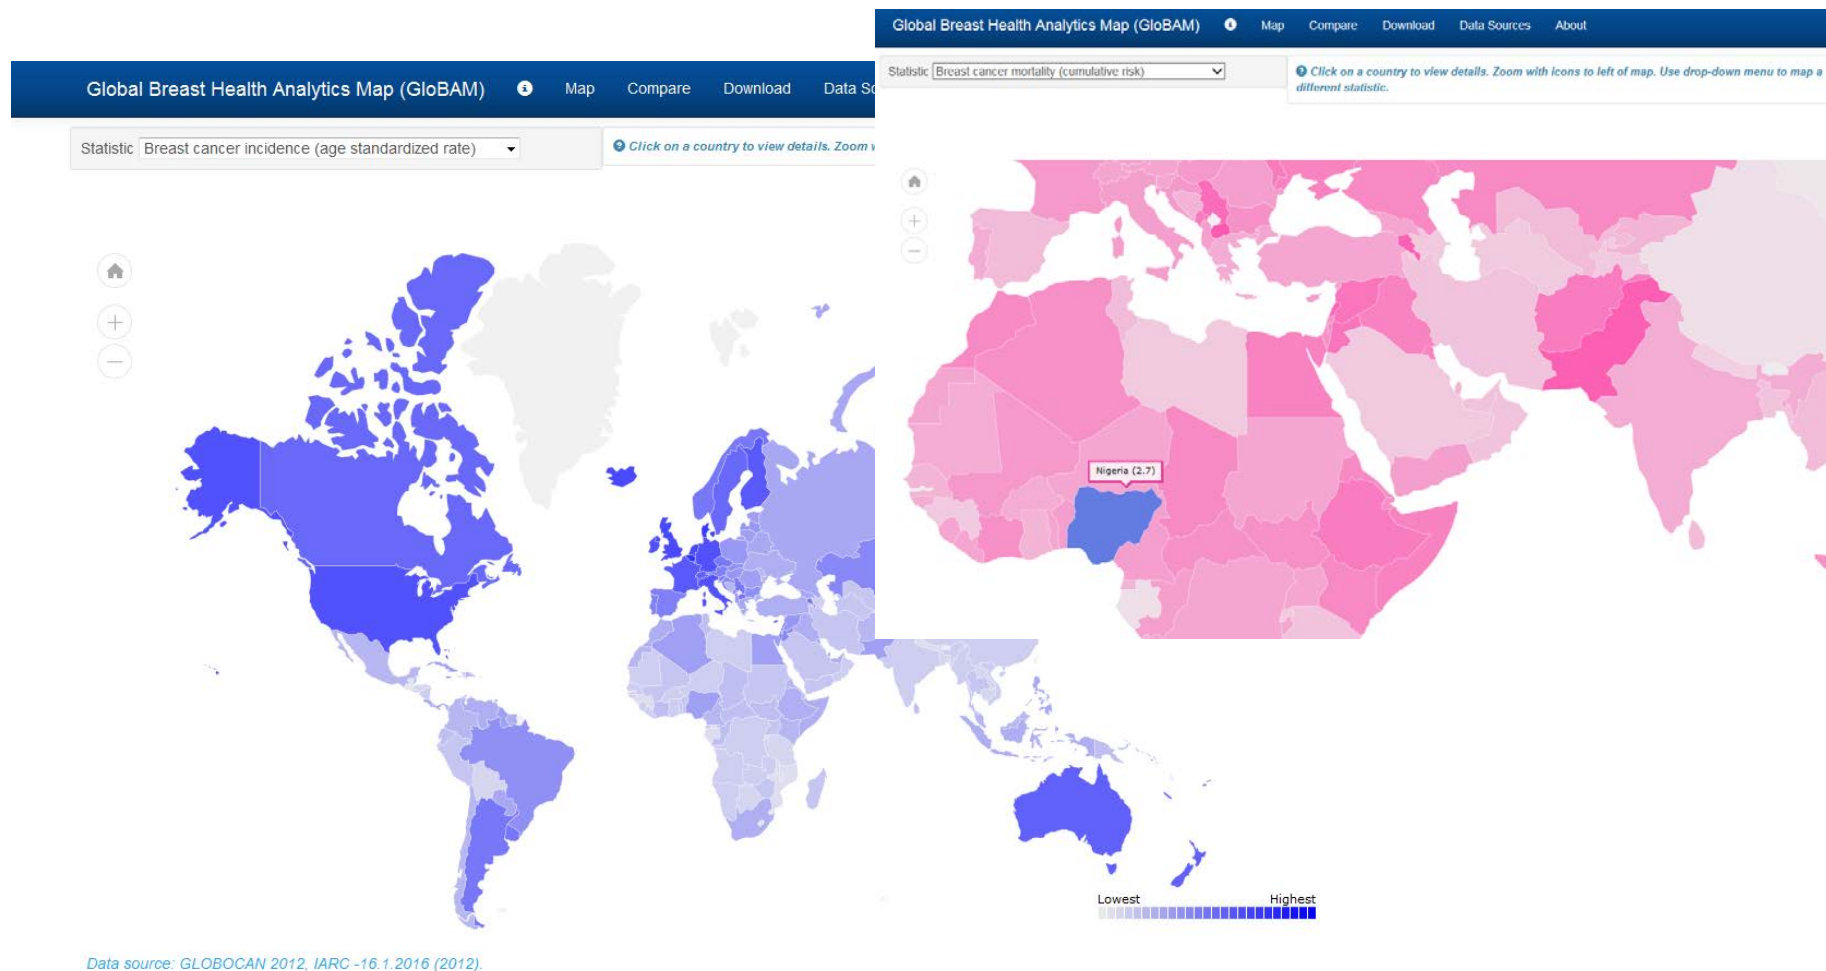 Global Breast Health Analytics Map (GloBAM) Map Compare Download Data So
Statistic Breast cancer incidence (age standardized rate)
Click on a country to view details. Zoom w
Global Breast Health Analytics Map (GloBAM) Map Compare Download Data Sources About
Statistic Breast cancer mortality (cumulative risk)
Click on a country to view details. Zoom with icons to left of map. Use drop-down menu to map a
different statistic.
Nigeria (2.7)
Lowest Highest
Data source: GLOBOCAN 2012, IARC -16.1.2016 (2012).